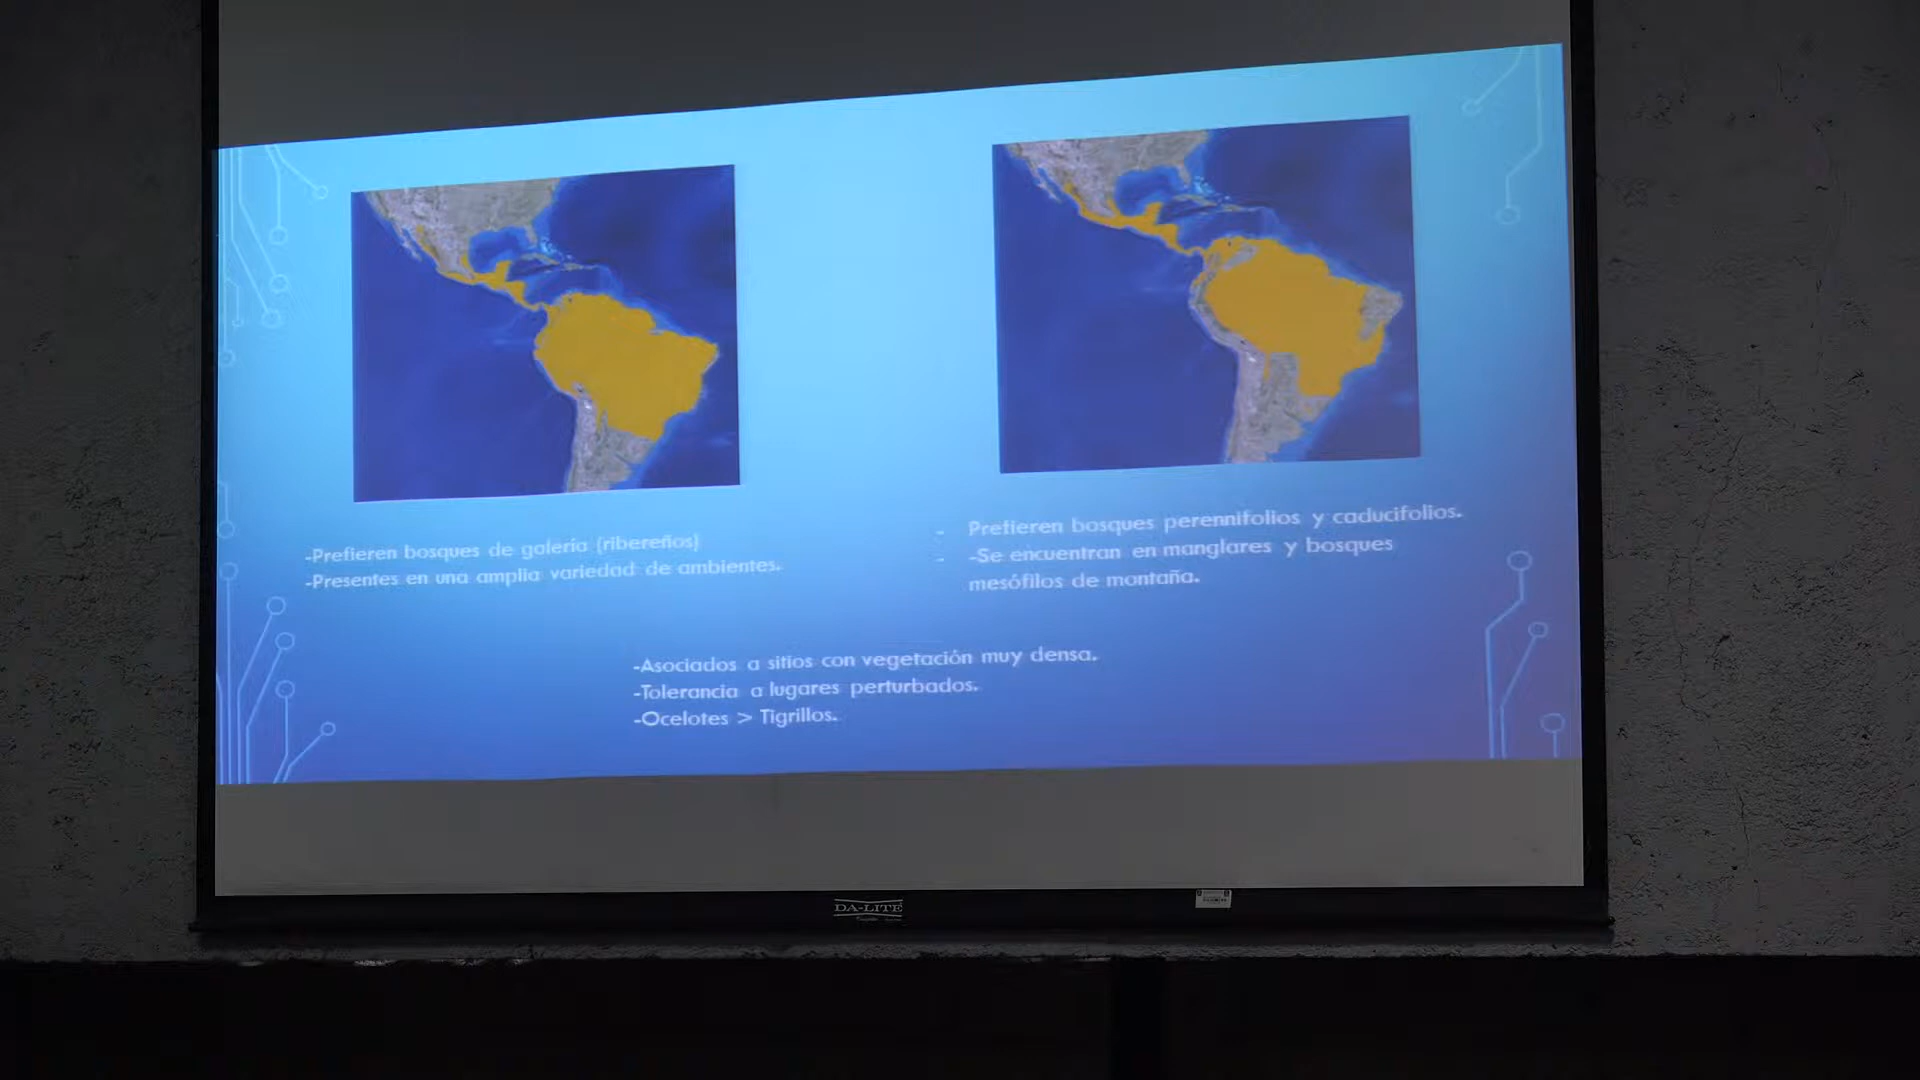 -Prefieren bosques de galería (ribereños)
-Presentes en una amplia variedad de ambientes.
- Prefieren bosques perennifolios y caducifolios.
- -Se encuentran en manglares y bosques
mesófilos de montaña.
-Asociados a sitios con vegetación muy densa.
-Tolerancia a lugares perturbados.
-Ocelotes > Tigrillos.
DA-LITE